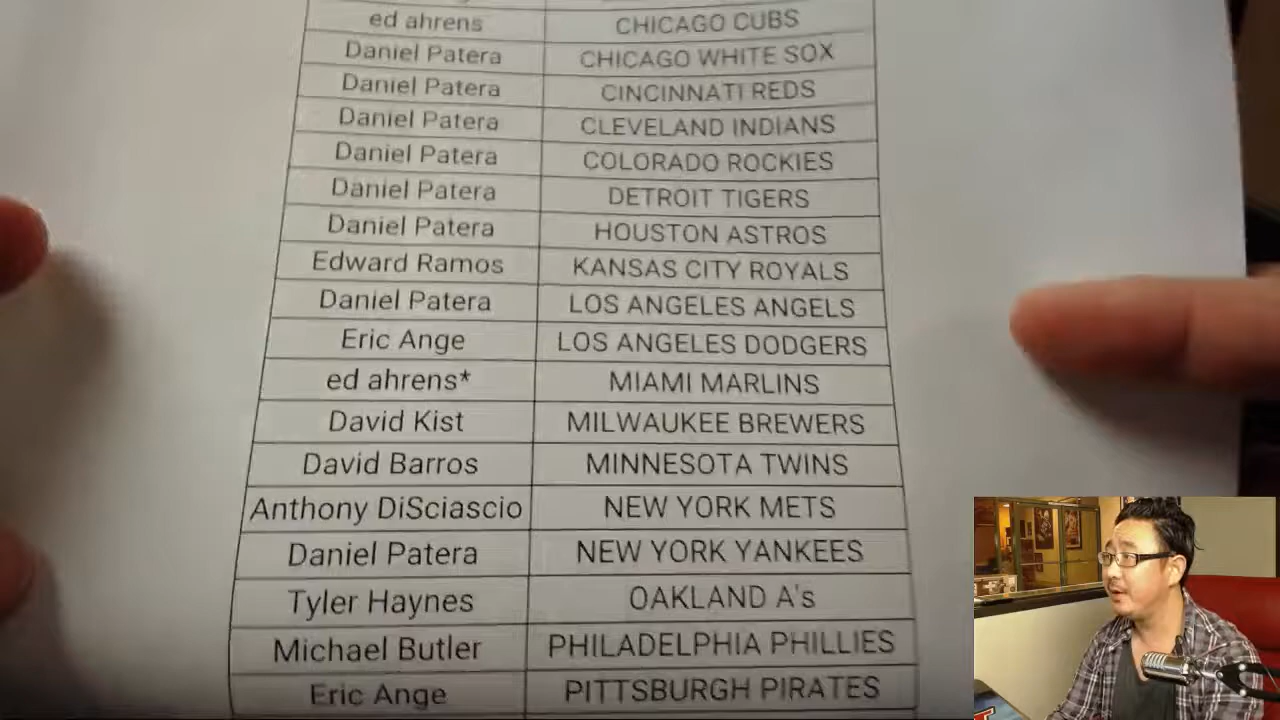 ed ahrens CHICAGO CUBS
Daniel Patera CHICAGO WHITE SOX
Daniel Patera CINCINNATI REDS
Daniel Patera CLEVELAND INDIANS
Daniel Patera COLORADO ROCKIES
Daniel Patera DETROIT TIGERS
Daniel Patera HOUSTON ASTROS
Edward Ramos KANSAS CITY ROYALS
Daniel Patera LOS ANGELES ANGELS
Eric Ange LOS ANGELES DODGERS
ed ahrens* MIAMI MARLINS
David Kist MILWAUKEE BREWERS
David Barros MINNESOTA TWINS
Anthony DiSciascio NEW YORK METS
Daniel Patera NEW YORK YANKEES
Tyler Haynes OAKLAND A's
Michael Butler PHILADELPHIA PHILLIES
Eric Ange PITTSBURGH PIRATES